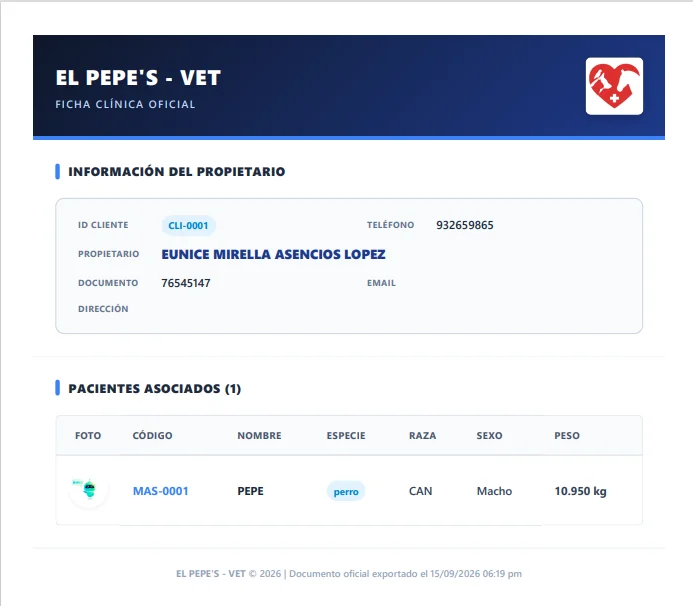 EL PEPE'S - VET
FICHA CLÍNICA OFICIAL
INFORMACIÓN DEL PROPIETARIO
ID CLIENTE CLI-0001 TELÉFONO 932659865
PROPIETARIO EUNICE MIRELLA ASENCIOS LOPEZ
DOCUMENTO 76545147 EMAIL
DIRECCIÓN
PACIENTES ASOCIADOS (1)
FOTO CÓDIGO NOMBRE ESPECIE RAZA SEXO PESO
MAS-0001 PEPE perro CAN Macho 10.950 kg
EL PEPE'S - VET © 2026 | Documento oficial exportado el 15/09/2026 06:19 pm